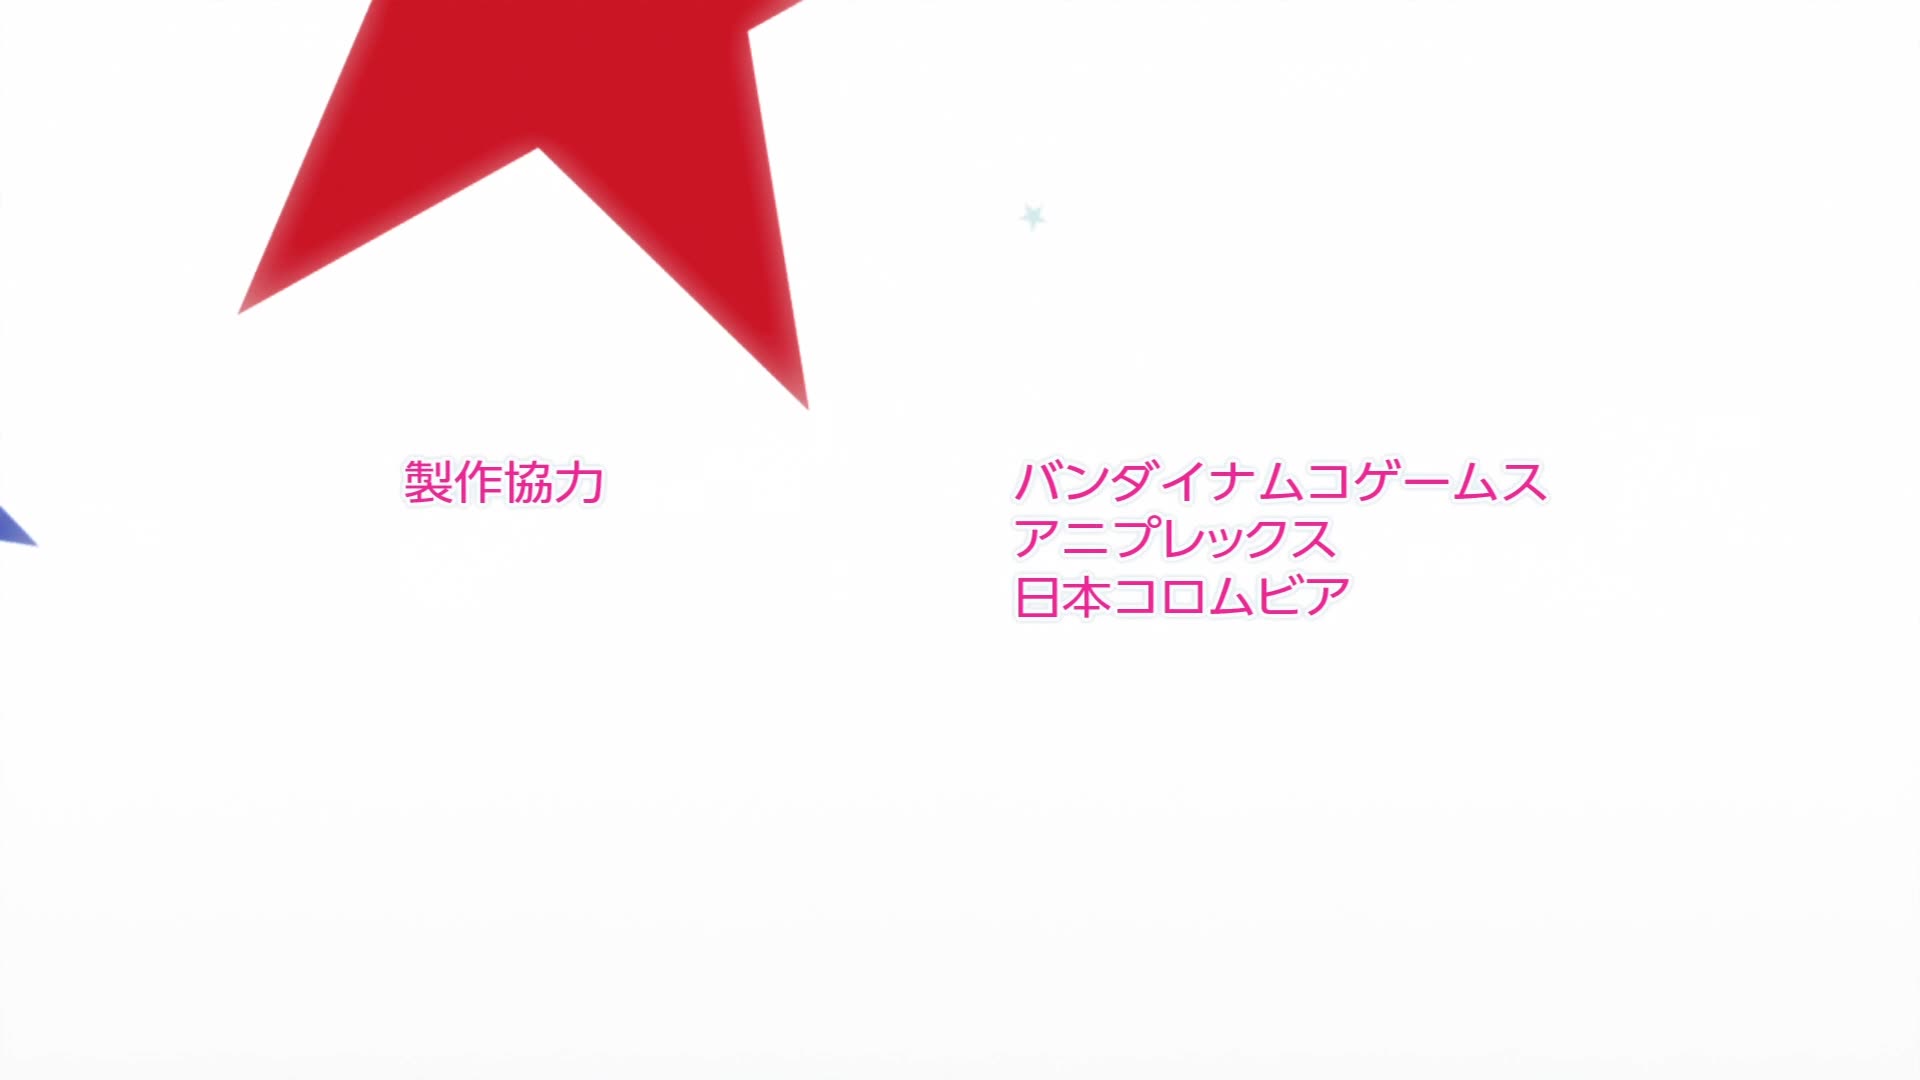 製作協力
バンダイナムコゲームス
アニプレックス
日本コロムビア